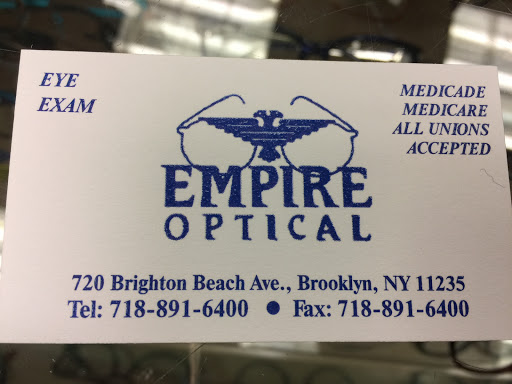 EYE
EXAM
MEDICADE
MEDICARE
ALL UNIONS
ACCEPTED
EMPIRE
OPTICAL
720 Brighton Beach Ave., Brooklyn, NY 11235
Tel: 718-891-6400 ● Fax: 718-891-6400